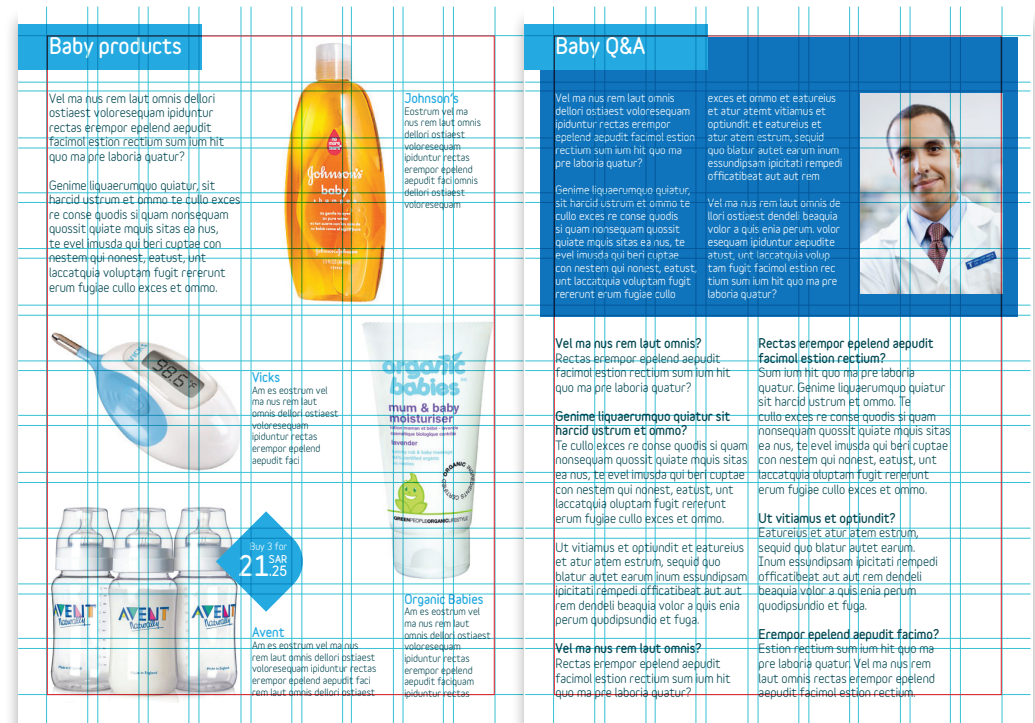 Baby products
Vel ma nus rem laut omnis dellori
ostiaest voloresequam ipiduntur
rectas erempor epelend aepudit
facimol estion rectium sum ium hit
quo ma pre laboria quatur?
Genime liquaerumquo quiatur, sit
harcid ustrum et ommo te cullo exces
re conse quodis si quam nonsequam
quossit quiate mquis sitas ea nus,
te evel imusda qui beri cuptae con
nestem qui nonest, eatust, unt
laccatquia voluptam fugit rererunt
erum fugiae cullo exces et ommo.
no more tears
Johnson's
baby
shampoo
Johnson's
Eostrum vel ma
nus rem laut omnis
dellori ostiaest
voloresequam
ipiduntur rectas
erempor epelend
aepudit faci omnis
dellori ostiaest
voloresequam
VICKS
98.6°F
Vicks
Am es eostrum vel
ma nus rem laut
omnis dellori ostiaest
voloresequam
ipiduntur rectas
erempor epelend
aepudit faci
organic
babies
mum & baby
moisturiser
lavender
GREENPEOPLEORGANICLIFESTYLE
Buy 3 for
21 SAR
.25
AVENT
Naturally
AVENT
Naturally
AVENT
Naturally
Avent
Am es eostrum vel ma nus
rem laut omnis dellori ostiaest
voloresequam ipiduntur rectas
erempor epelend aepudit faci
rem laut omnis dellori ostiaest
Organic Babies
Am es eostrum vel
ma nus rem laut
omnis dellori ostiaest
voloresequam
ipiduntur rectas
erempor epelend
aepudit faciquam
ipiduntur rectas
Baby Q&A
Vel ma nus rem laut omnis
dellori ostiaest voloresequam
ipiduntur rectas erempor
epelend aepudit facimol estion
rectium sum ium hit quo ma
pre laboria quatur?
Genime liquaerumquo quiatur,
sit harcid ustrum et ommo te
cullo exces re conse quodis
si quam nonsequam quossit
quiate mquis sitas ea nus, te
evel imusda qui beri cuptae
con nestem qui nonest, eatust,
unt laccatquia voluptam fugit
rererunt erum fugiae cullo
exces et ommo et eatureius
et atur atemt vitiamus et
optiundit et eatureius et
atur atem estrum, sequid
quo blatur autet earum inum
essundipsam ipicitati rempedi
officatibeat aut aut rem
Vel ma nus rem laut omnis de
llori ostiaest dendeli beaquia
volor a quis enia perum. volor
esequam ipiduntur aepudite
atust, unt laccatquia volup
tam fugit facimol estion rec
tium sum ium hit quo ma pre
laboria quatur?
Vel ma nus rem laut omnis?
Rectas erempor epelend aepudit
facimol estion rectium sum ium hit
quo ma pre laboria quatur?
Genime liquaerumquo quiatur sit
harcid ustrum et ommo?
Te cullo exces re conse quodis si quam
nonsequam quossit quiate mquis sitas
ea nus, te evel imusda qui beri cuptae
con nestem qui nonest, eatust, unt
laccatquia oluptam fugit rererunt
erum fugiae cullo exces et ommo.
Ut vitiamus et optiundit et eatureius
et atur atem estrum, sequid quo
blatur autet earum inum essundipsam
ipicitati rempedi officatibeat aut aut
rem dendeli beaquia volor a quis enia
perum quodipsundio et fuga.
Vel ma nus rem laut omnis?
Rectas erempor epelend aepudit
facimol estion rectium sum ium hit
quo ma pre laboria quatur?
Rectas erempor epelend aepudit
facimol estion rectium?
Sum ium hit quo ma pre laboria
quatur. Genime liquaerumquo quiatur
sit harcid ustrum et ommo. Te
cullo exces re conse quodis si quam
nonsequam quossit quiate mquis sitas
ea nus, te evel imusda qui beri cuptae
con nestem qui nonest, eatust, unt
laccatquia oluptam fugit rererunt
erum fugiae cullo exces et ommo.
Ut vitiamus et optiundit?
Eatureius et atur atem estrum,
sequid quo blatur autet earum.
Inum essundipsam ipicitati rempedi
officatibeat aut aut rem dendeli
beaquia volor a quis enia perum
quodipsundio et fuga.
Erempor epelend aepudit facimo?
Estion rectium sum ium hit quo ma
pre laboria quatur. Vel ma nus rem
laut omnis rectas erempor epelend
aepudit facimol estion rectium.